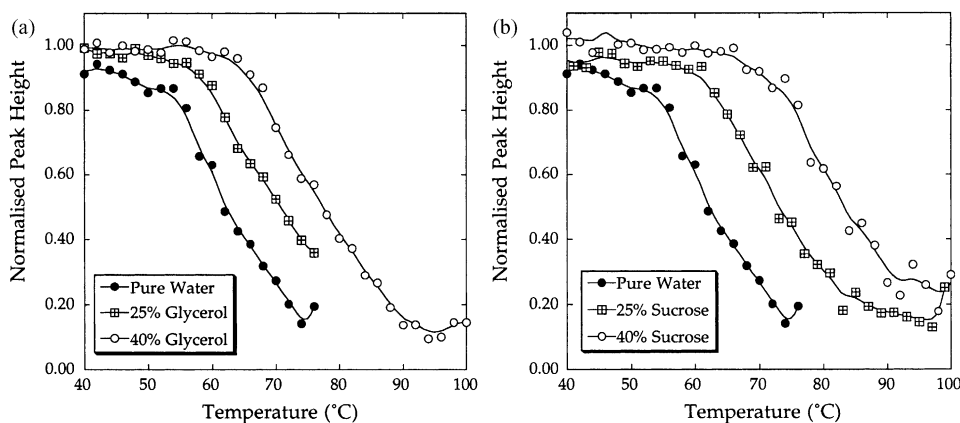 (a)
Normalised Peak Height
1.00
0.80
0.60
0.40
0.20
0.00
Pure Water
25% Glycerol
40% Glycerol
40 50 60 70 80 90 100
Temperature (°C)
(b)
Normalised Peak Height
1.00
0.80
0.60
0.40
0.20
0.00
Pure Water
25% Sucrose
40% Sucrose
40 50 60 70 80 90 100
Temperature (°C)